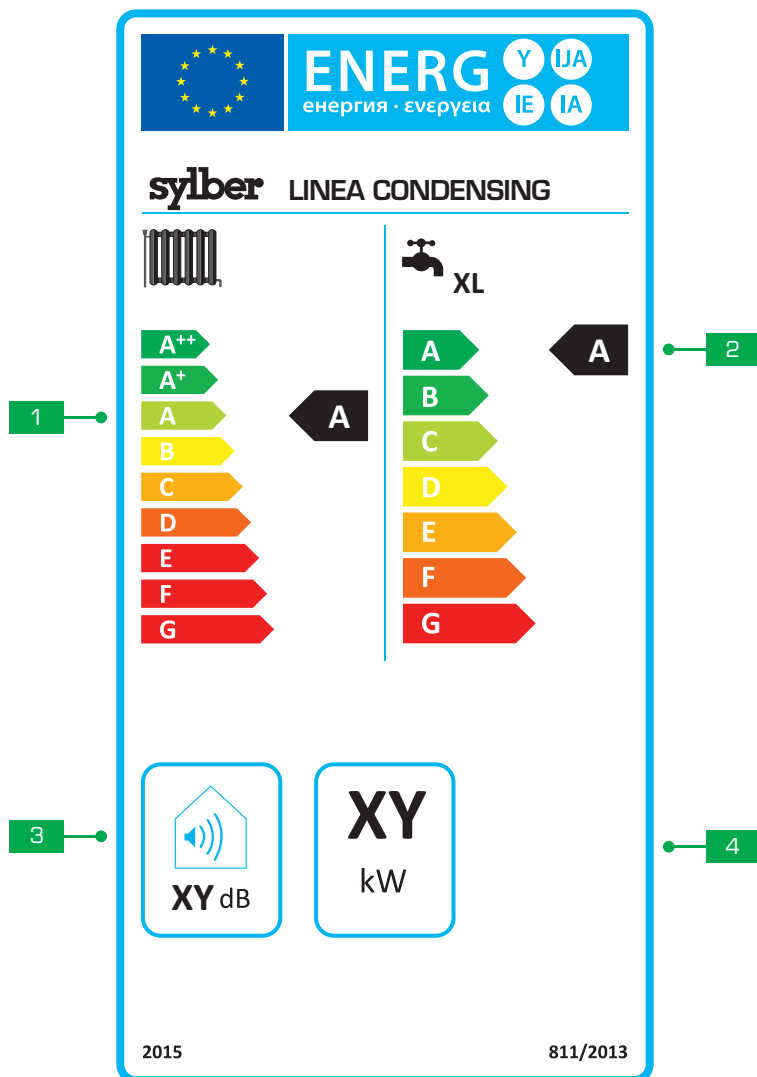 ENERG
енергия · ενεργεια
Y IJA
IE IA
sylber LINEA CONDENSING
XL
A++
A+
A
B
C
D
E
F
G
A
A
B
C
D
E
F
G
A
1
2
3
4
XY dB
XY
kW
2015
811/2013